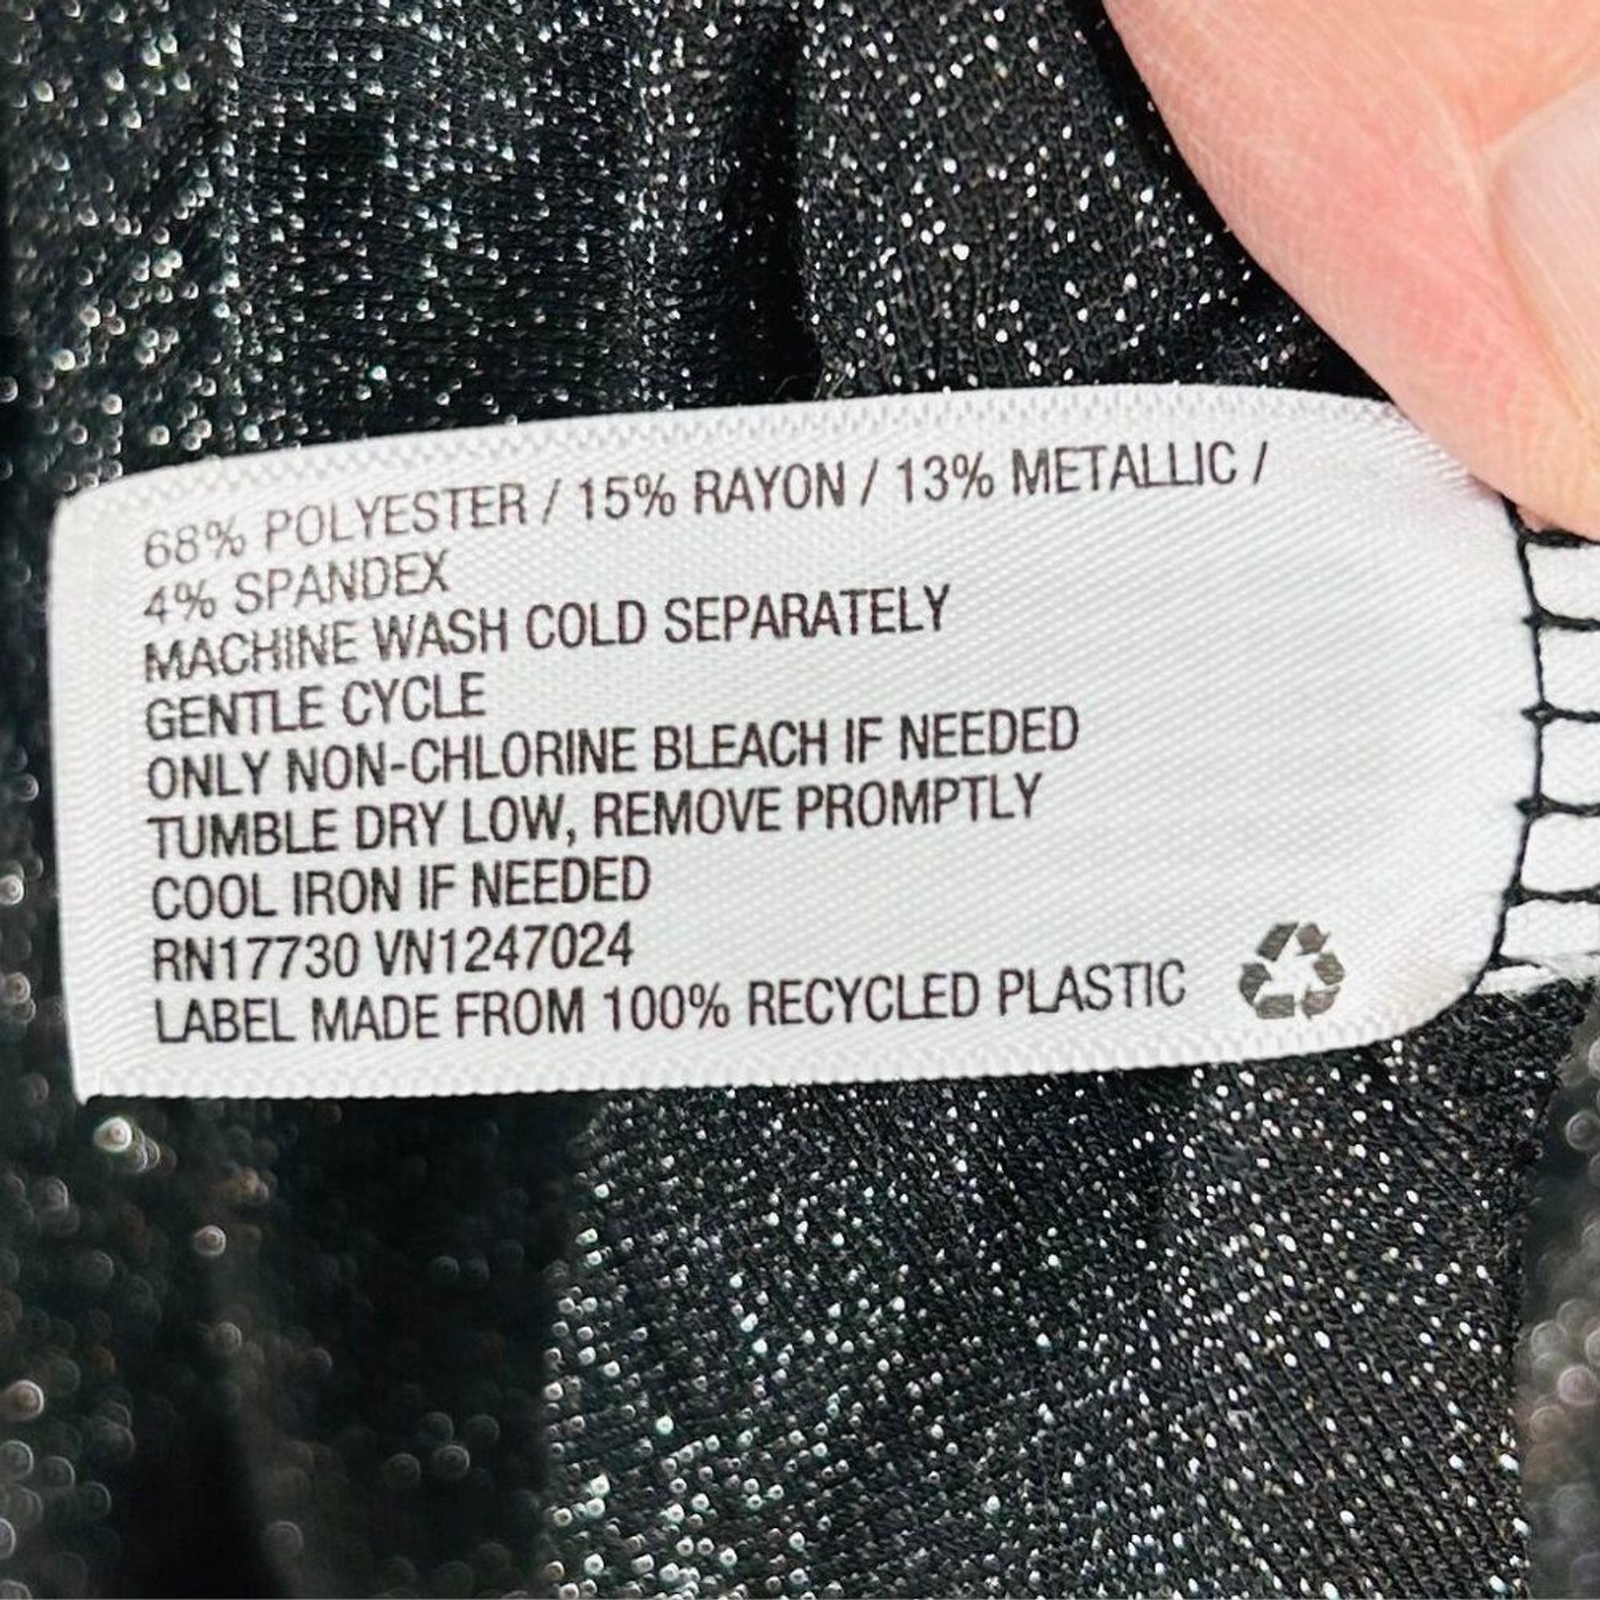 68% POLYESTER / 15% RAYON / 13% METALLIC /
4% SPANDEX
MACHINE WASH COLD SEPARATELY
GENTLE CYCLE
ONLY NON-CHLORINE BLEACH IF NEEDED
TUMBLE DRY LOW, REMOVE PROMPTLY
COOL IRON IF NEEDED
RN17730 VN1247024
LABEL MADE FROM 100% RECYCLED PLASTIC